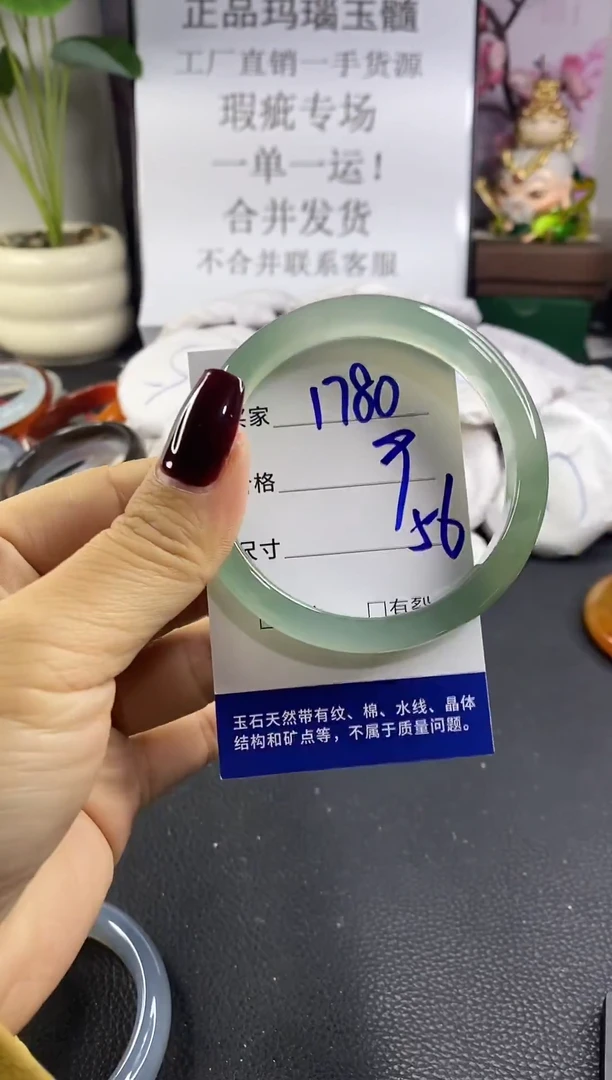 正品玛瑙玉髓
工厂直销一手货源
瑕疵专场
一单一运!
合并发货
不合并联系客服
家 1780
格
尺寸 56
□有裂
玉石天然带有纹、棉、水线、晶体
结构和矿点等，不属于质量问题。